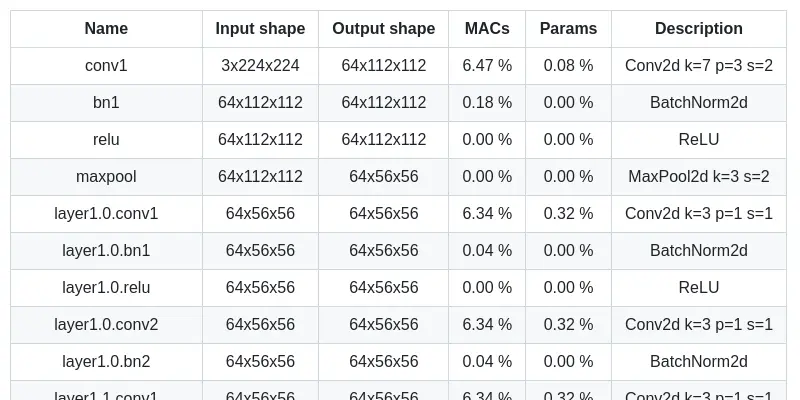 Name Input shape Output shape MACs Params Description
conv1 3x224x224 64x112x112 6.47 % 0.08 % Conv2d k=7 p=3 s=2
bn1 64x112x112 64x112x112 0.18 % 0.00 % BatchNorm2d
relu 64x112x112 64x112x112 0.00 % 0.00 % ReLU
maxpool 64x112x112 64x56x56 0.00 % 0.00 % MaxPool2d k=3 s=2
layer1.0.conv1 64x56x56 64x56x56 6.34 % 0.32 % Conv2d k=3 p=1 s=1
layer1.0.bn1 64x56x56 64x56x56 0.04 % 0.00 % BatchNorm2d
layer1.0.relu 64x56x56 64x56x56 0.00 % 0.00 % ReLU
layer1.0.conv2 64x56x56 64x56x56 6.34 % 0.32 % Conv2d k=3 p=1 s=1
layer1.0.bn2 64x56x56 64x56x56 0.04 % 0.00 % BatchNorm2d
layer1.1.conv1 64x56x56 64x56x56 6.34 % 0.32 % Conv2d k=3 p=1 s=1